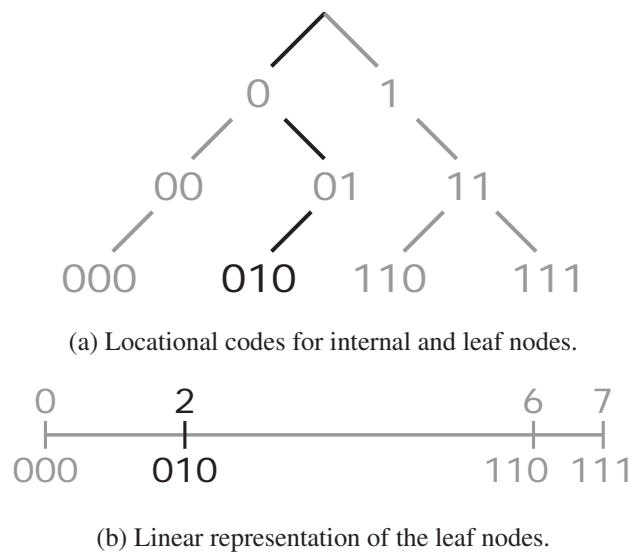 0 1
00 01 11
000 010 110 111
(a) Locational codes for internal and leaf nodes.
0 2 6 7
000 010 110 111
(b) Linear representation of the leaf nodes.